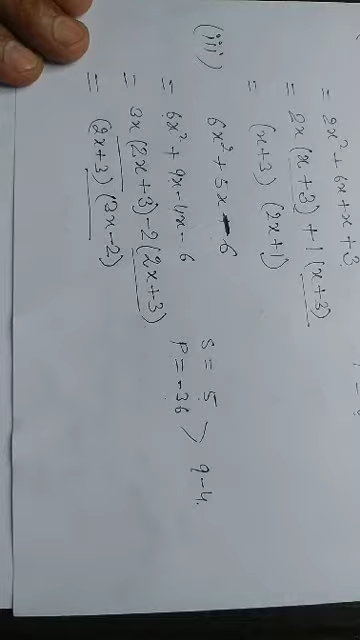 = 2x² + 6x + x + 3
= 2x (x + 3) + 1 (x + 3)
= (x+3) (2x+1)
(iii) 6x² + 5x - 6
S = 5
P = -36 > 9 - 4.
= 6x² + 9x - 4x - 6
= 3x (2x + 3) - 2 (2x + 3)
= (2x + 3) (3x - 2)